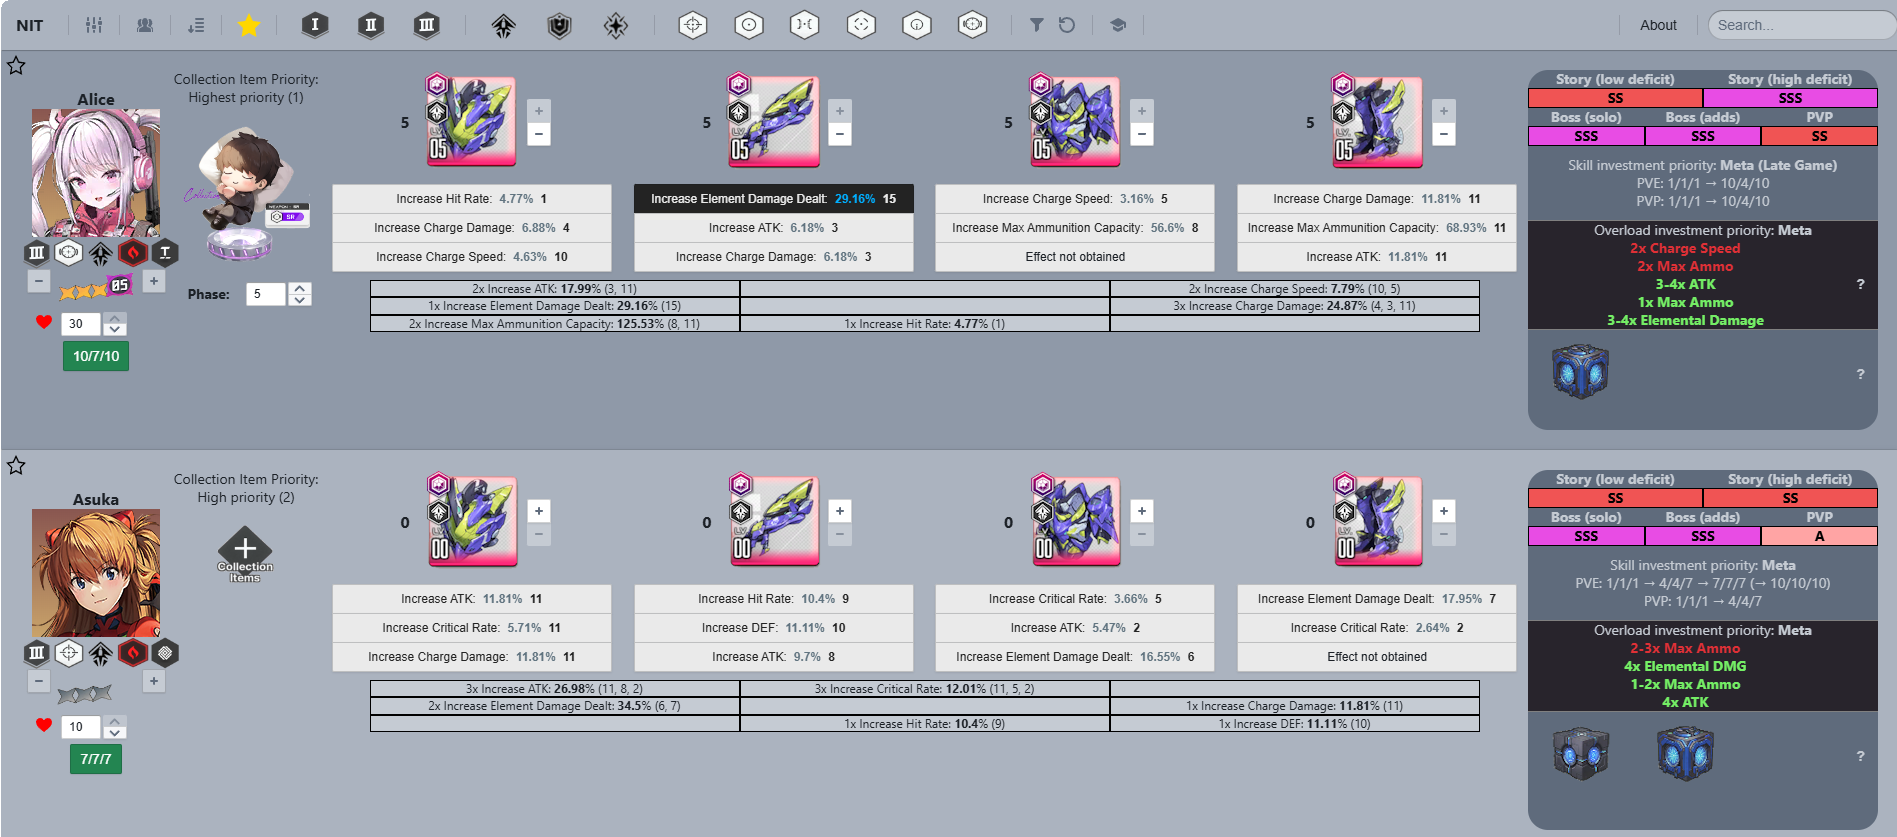 NIT
I
II
III
About
Search...
Collection Item Priority:
Highest priority (1)
Alice
Collection
WEAPON : SR
SR
III
05
Phase:
5
30
10/7/10
5
LV.
05
+
−
Increase Hit Rate: 4.77% 1
Increase Charge Damage: 6.88% 4
Increase Charge Speed: 4.63% 10
5
LV.
05
+
−
Increase Element Damage Dealt: 29.16% 15
Increase ATK: 6.18% 3
Increase Charge Damage: 6.18% 3
5
LV.
05
+
−
Increase Charge Speed: 3.16% 5
Increase Max Ammunition Capacity: 56.6% 8
Effect not obtained
5
LV.
05
+
−
Increase Charge Damage: 11.81% 11
Increase Max Ammunition Capacity: 68.93% 11
Increase ATK: 11.81% 11
2x Increase ATK: 17.99% (3, 11)
2x Increase Charge Speed: 7.79% (10, 5)
1x Increase Element Damage Dealt: 29.16% (15)
3x Increase Charge Damage: 24.87% (4, 3, 11)
2x Increase Max Ammunition Capacity: 125.53% (8, 11)
1x Increase Hit Rate: 4.77% (1)
Story (low deficit) Story (high deficit)
SS SSS
Boss (solo) Boss (adds) PVP
SSS SSS SS
Skill investment priority: Meta (Late Game)
PVE: 1/1/1 → 10/4/10
PVP: 1/1/1 → 10/4/10
Overload investment priority: Meta
2x Charge Speed
2x Max Ammo
3-4x ATK
?
1x Max Ammo
3-4x Elemental Damage
?
Collection Item Priority:
High priority (2)
Asuka
+
Collection
Items
III
−
+
10
7/7/7
0
LV.
00
+
−
Increase ATK: 11.81% 11
Increase Critical Rate: 5.71% 11
Increase Charge Damage: 11.81% 11
0
LV.
00
+
−
Increase Hit Rate: 10.4% 9
Increase DEF: 11.11% 10
Increase ATK: 9.7% 8
0
LV.
00
+
−
Increase Critical Rate: 3.66% 5
Increase ATK: 5.47% 2
Increase Element Damage Dealt: 16.55% 6
0
LV.
00
+
−
Increase Element Damage Dealt: 17.95% 7
Increase Critical Rate: 2.64% 2
Effect not obtained
3x Increase ATK: 26.98% (11, 8, 2)
3x Increase Critical Rate: 12.01% (11, 5, 2)
2x Increase Element Damage Dealt: 34.5% (6, 7)
1x Increase Charge Damage: 11.81% (11)
1x Increase Hit Rate: 10.4% (9)
1x Increase DEF: 11.11% (10)
Story (low deficit) Story (high deficit)
SS SS
Boss (solo) Boss (adds) PVP
SSS SSS A
Skill investment priority: Meta
PVE: 1/1/1 → 4/4/7 → 7/7/7 (→ 10/10/10)
PVP: 1/1/1 → 4/4/7
Overload investment priority: Meta
2-3x Max Ammo
4x Elemental DMG
1-2x Max Ammo
4x ATK
?